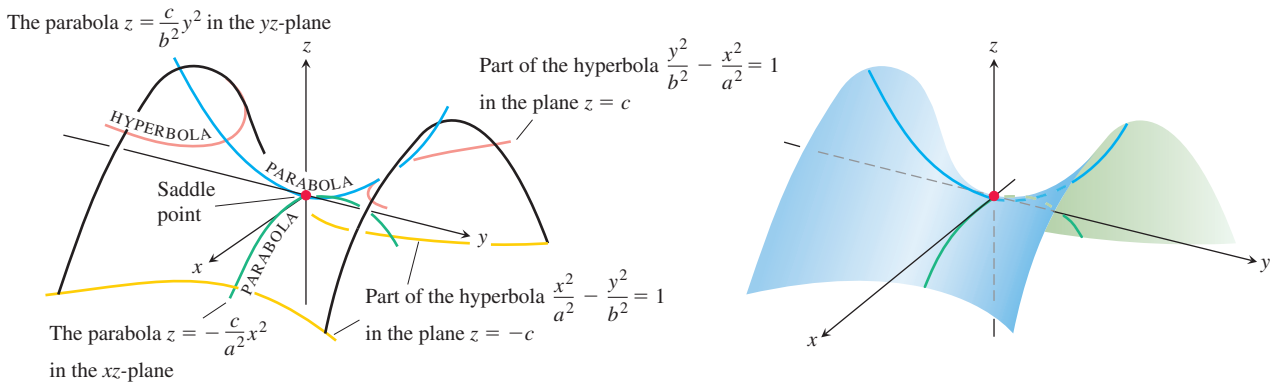 The parabola z = c/b² y² in the yz-plane
z
Part of the hyperbola y²/b² − x²/a² = 1
in the plane z = c
HYPERBOLA
PARABOLA
Saddle
point
PARABOLA
y
x
Part of the hyperbola x²/a² − y²/b² = 1
in the plane z = −c
The parabola z = − c/a² x²
in the xz-plane
z
y
x